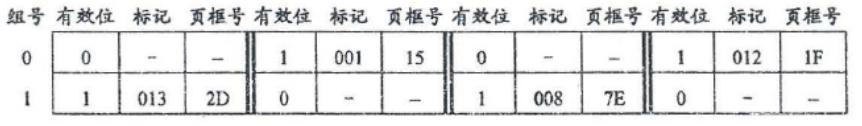 组号 有效位 标记 页框号 有效位 标记 页框号 有效位 标记 页框号 有效位 标记 页框号
0 0 - - 1 001 15 0 - - 1 012 1F
1 1 013 2D 0 - - 1 008 7E 0 - -